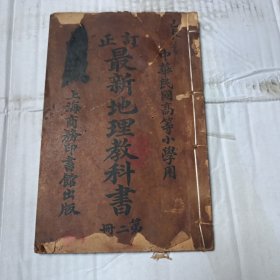 中華民國高等小學用
訂正
最新地理教科書
第二冊
上海商務印書館出版